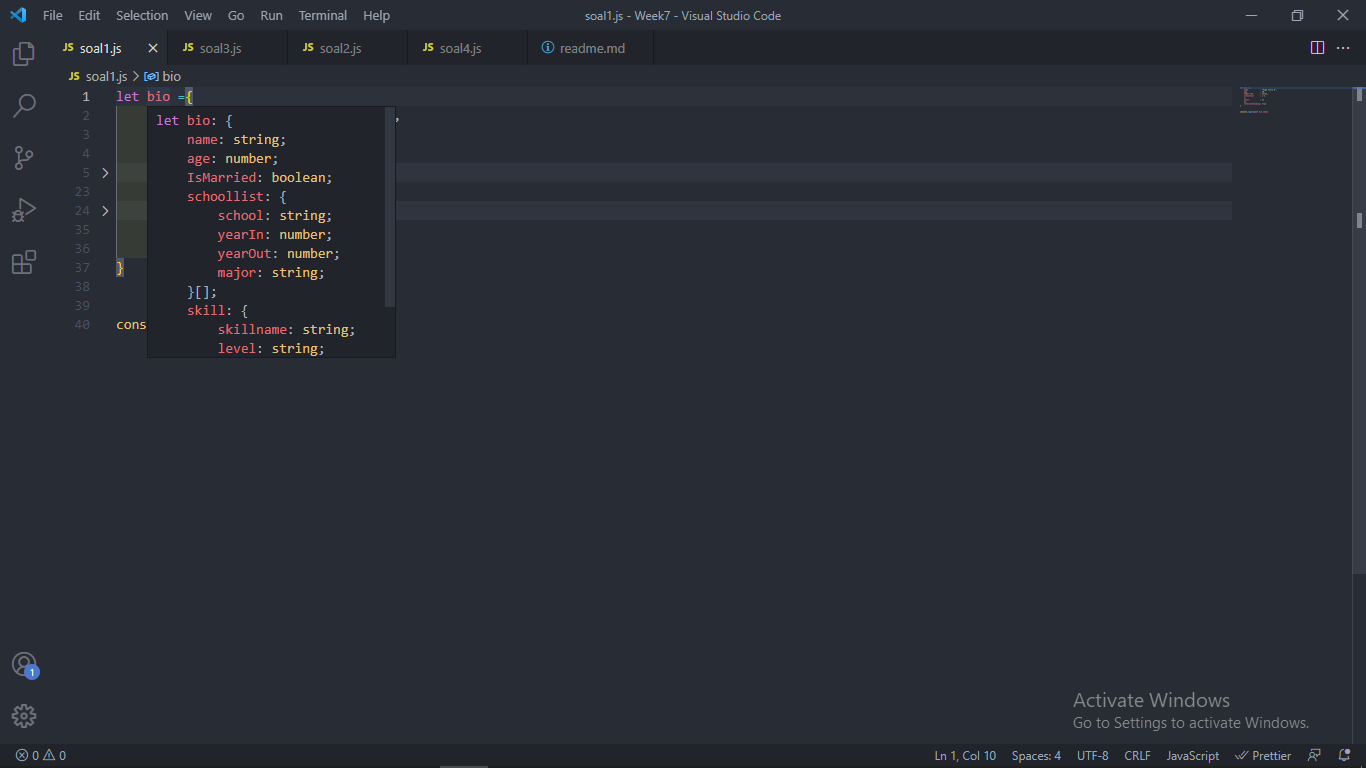 File Edit Selection View Go Run Terminal Help soal1.js - Week7 - Visual Studio Code
JS soal1.js JS soal3.js JS soal2.js JS soal4.js readme.md
JS soal1.js > bio
1 let bio ={
2 ,
let bio: {
3 name: string;
4 age: number;
5 IsMarried: boolean;
23 schoollist: {
24 school: string;
35 yearIn: number;
36 yearOut: number;
37 } major: string;
38 }[];
39 skill: {
40 cons skillname: string;
level: string;
1
Activate Windows
Go to Settings to activate Windows.
0 0 Ln 1, Col 10 Spaces: 4 UTF-8 CRLF JavaScript Prettier